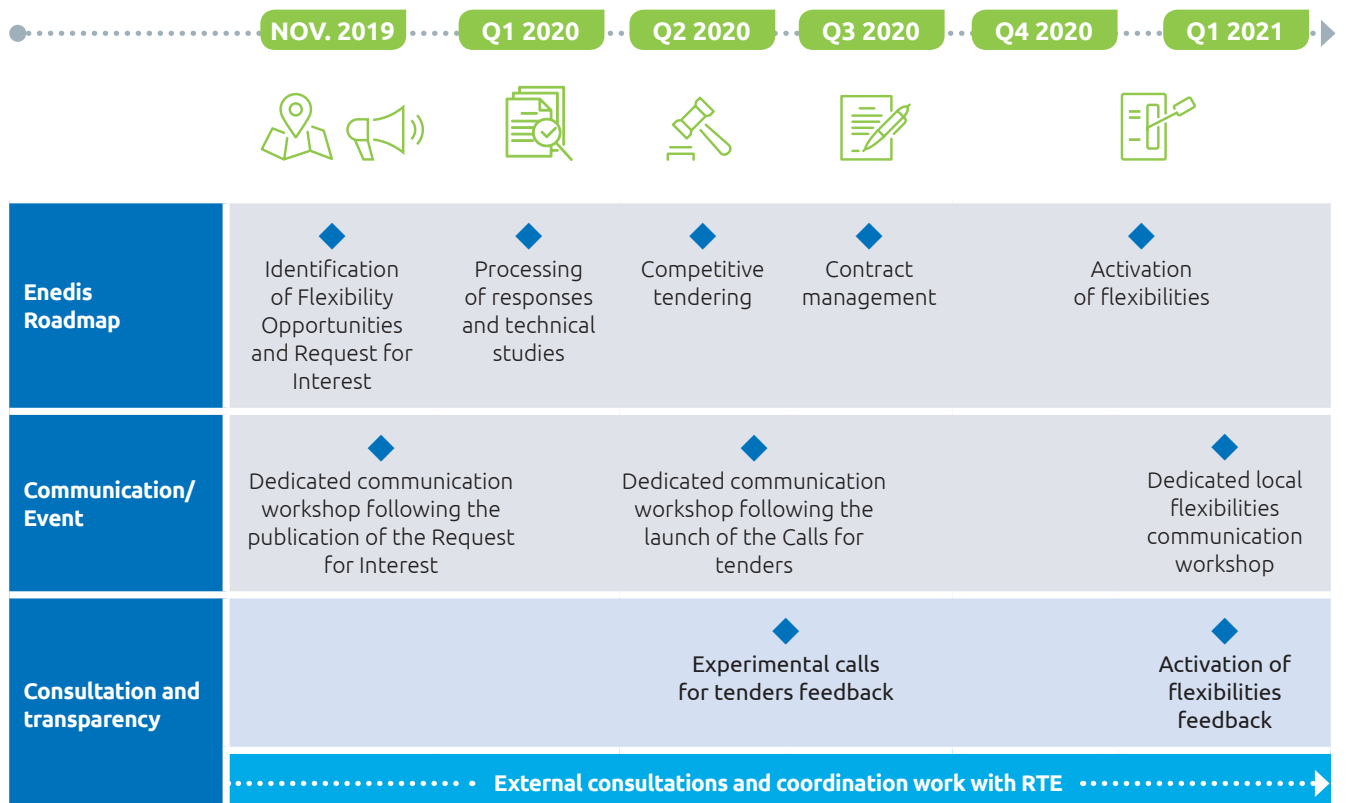 NOV. 2019
Q1 2020
Q2 2020
Q3 2020
Q4 2020
Q1 2021
Enedis
Roadmap
Identification
of Flexibility
Opportunities
and Request for
Interest
Processing
of responses
and technical
studies
Competitive
tendering
Contract
management
Activation
of flexibilities
Communication/
Event
Dedicated communication
workshop following the
publication of the Request
for Interest
Dedicated communication
workshop following the
launch of the Calls for
tenders
Dedicated local
flexibilities
communication
workshop
Consultation and
transparency
Experimental calls
for tenders feedback
Activation of
flexibilities
feedback
External consultations and coordination work with RTE